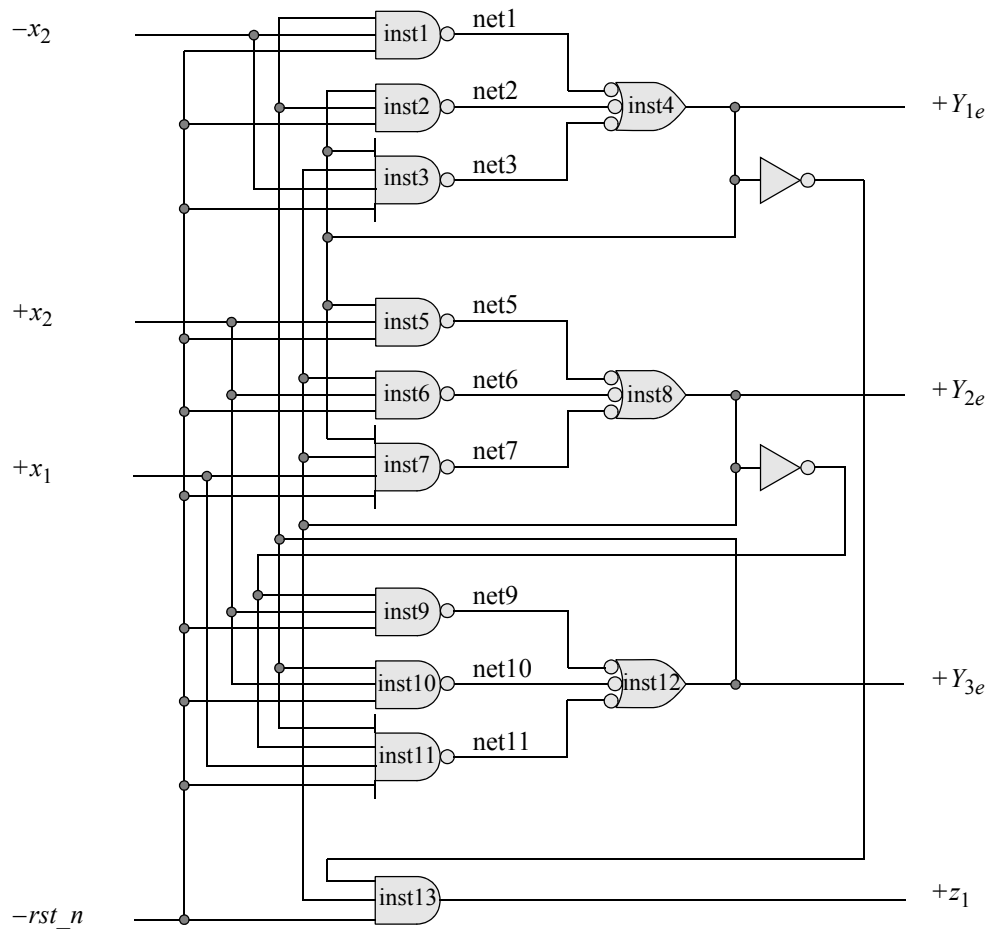 –x2
inst1
net1
inst2
net2
inst4
+Y1e
inst3
net3
+x2
inst5
net5
inst6
net6
inst8
+Y2e
+x1
inst7
net7
inst9
net9
inst10
net10
inst12
+Y3e
inst11
net11
inst13
+z1
–rst_n